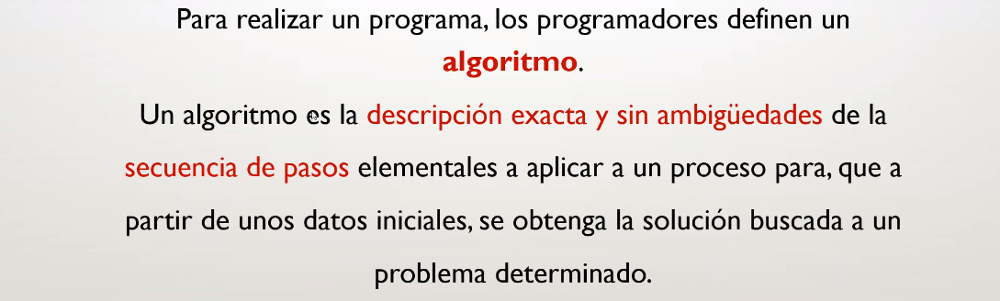 Para realizar un programa, los programadores definen un
algoritmo.
Un algoritmo es la descripción exacta y sin ambigüedades de la
secuencia de pasos elementales a aplicar a un proceso para, que a
partir de unos datos iniciales, se obtenga la solución buscada a un
problema determinado.